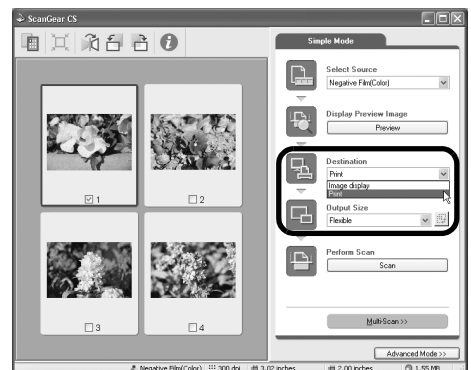 ScanGear CS
Simple Mode
Select Source
Negative Film(Color)
Display Preview Image
Preview
Destination
Print
Image display
Print
Output Size
Flexible
Perform Scan
Scan
Multi-Scan >>
Advanced Mode >>
1
2
3
4
Negative Film(Color) 300 dpi 3.02 inches 2.00 inches 1.55 MB